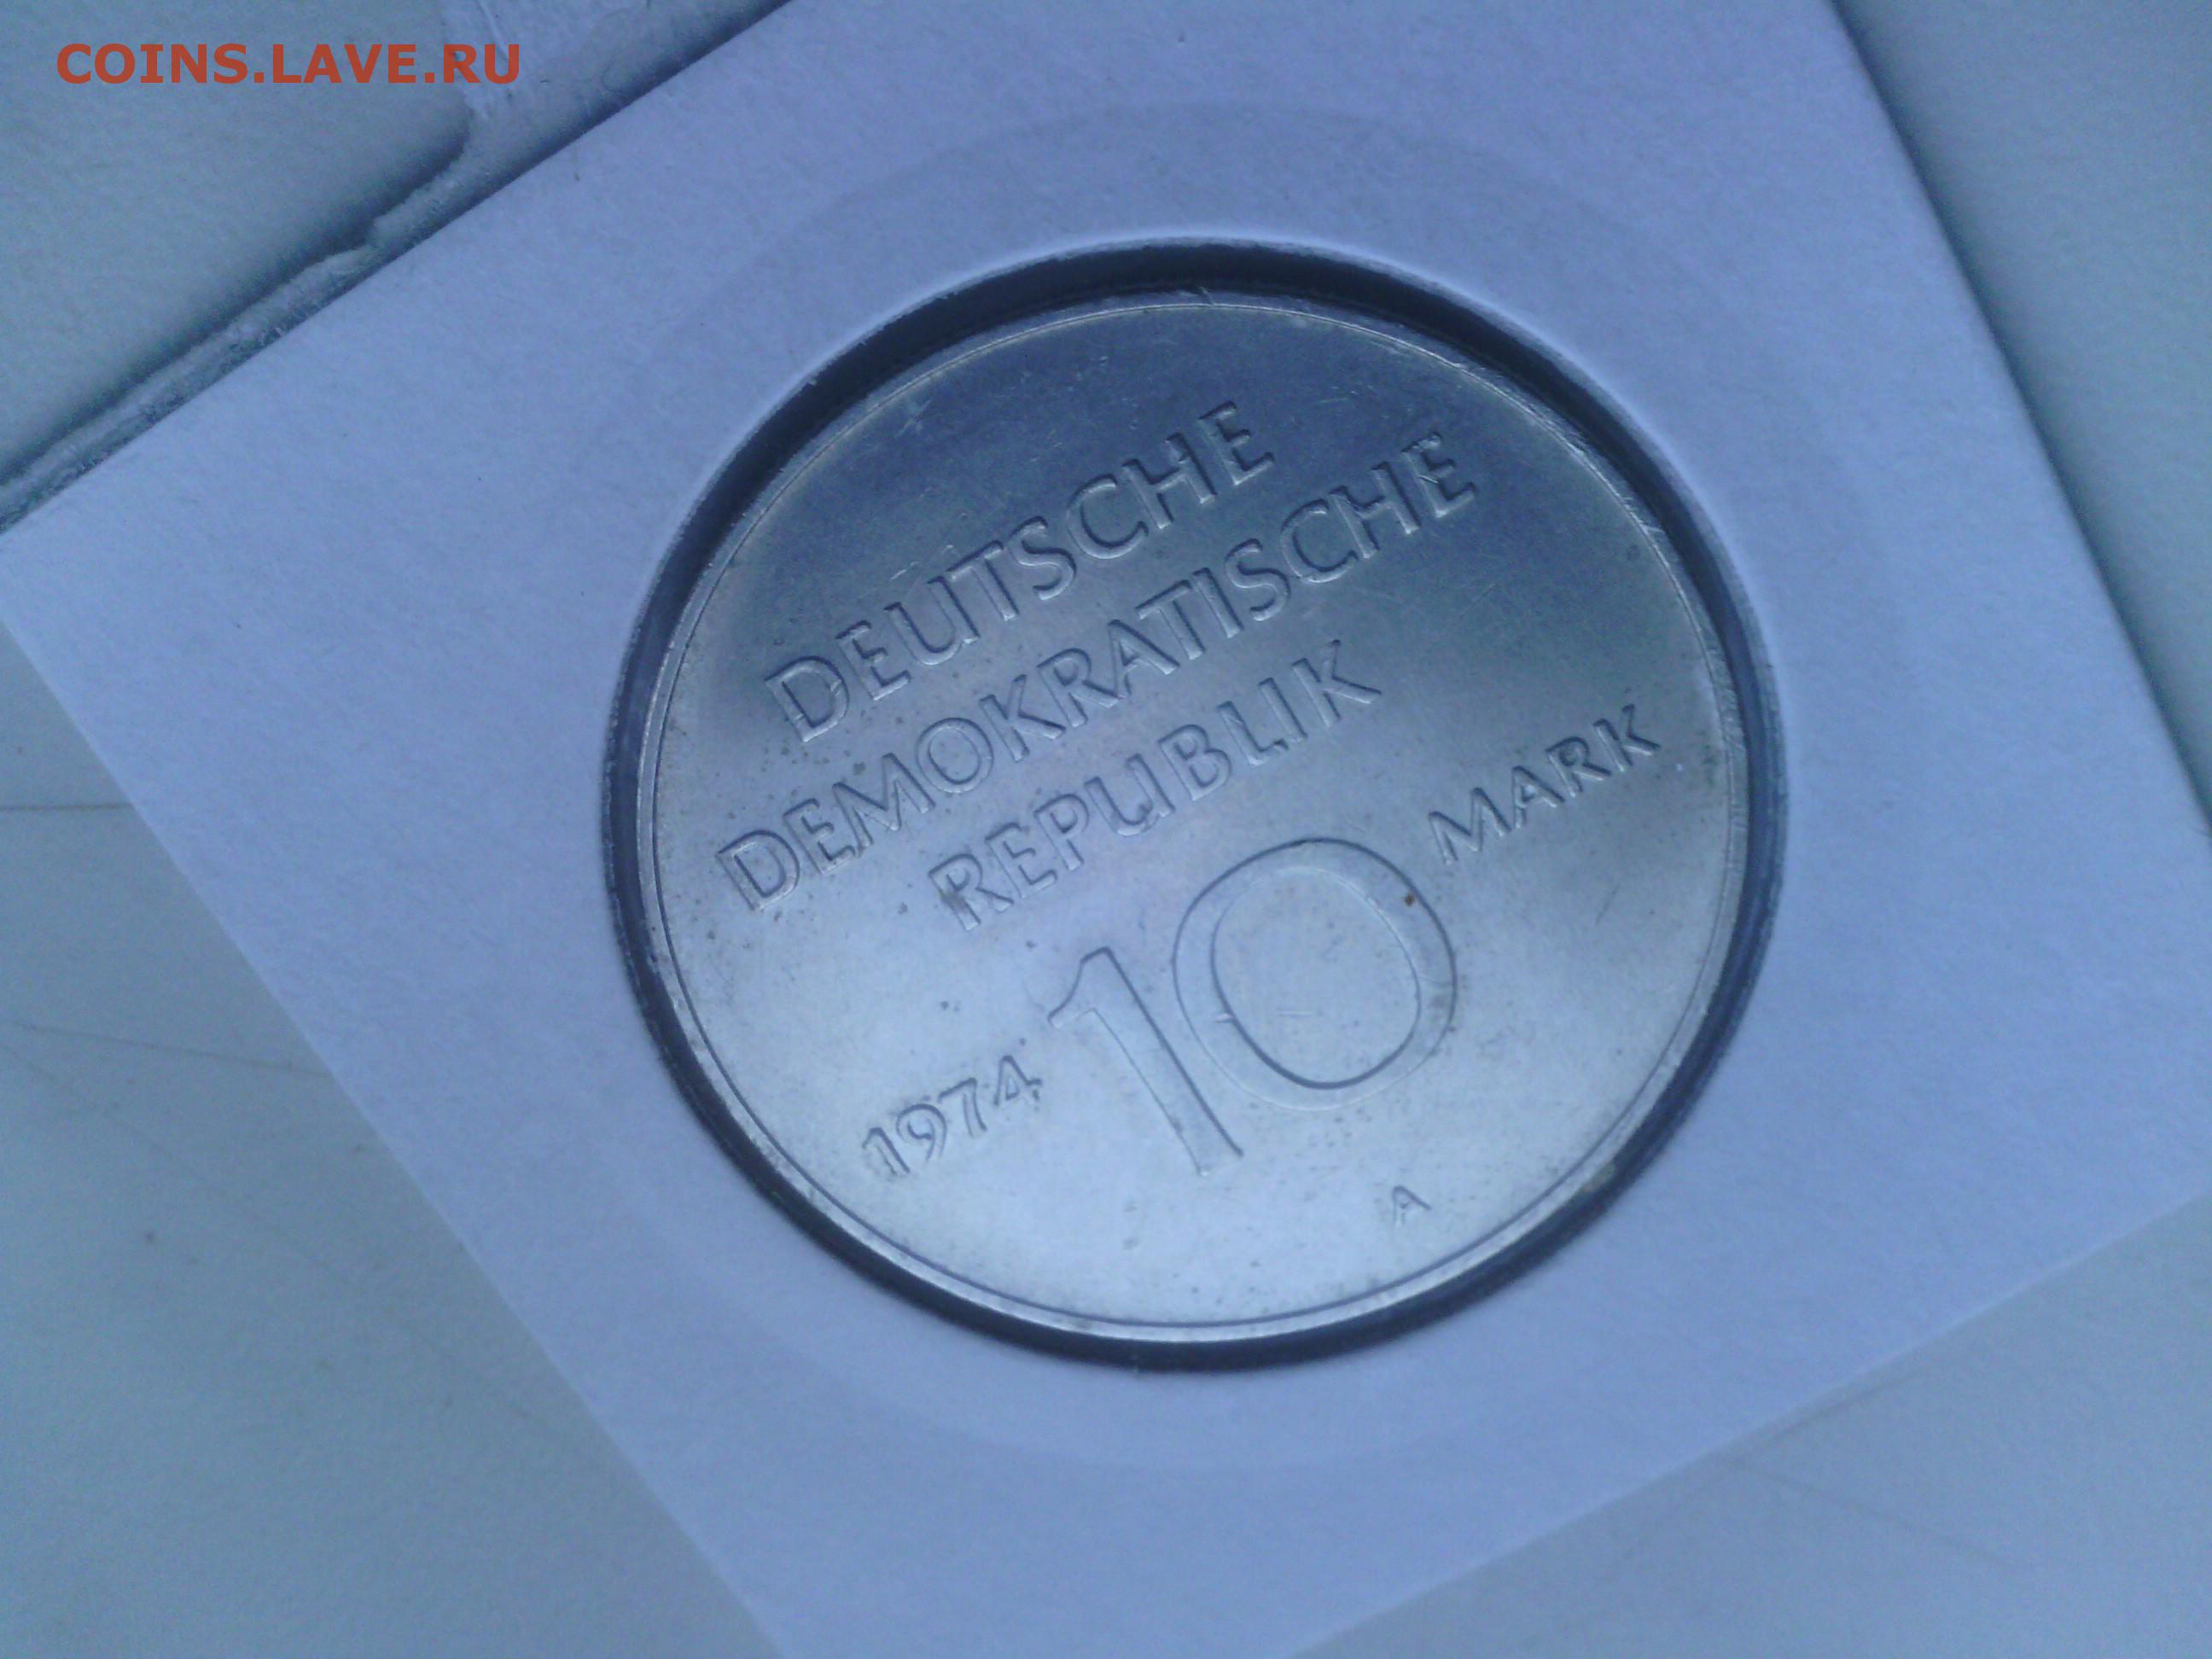 COINS.LAVE.RU
DEUTSCHE
DEMOKRATISCHE
REPUBLIK
10 MARK
1974
A